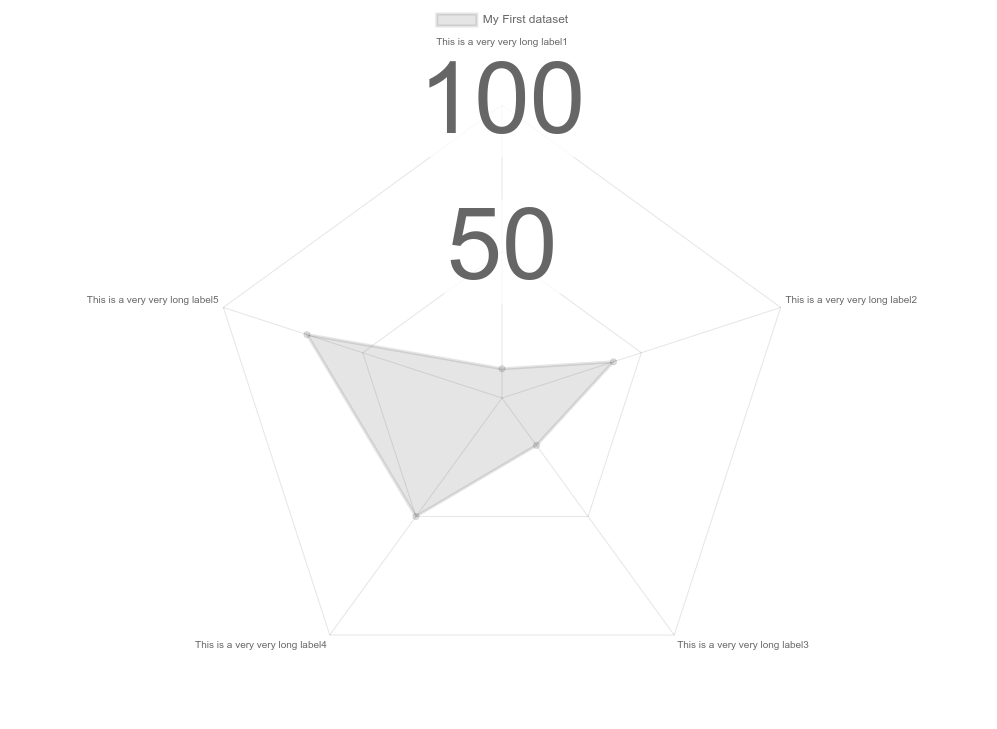 My First dataset
This is a very very long label1
100
50
This is a very very long label5
This is a very very long label2
This is a very very long label4
This is a very very long label3